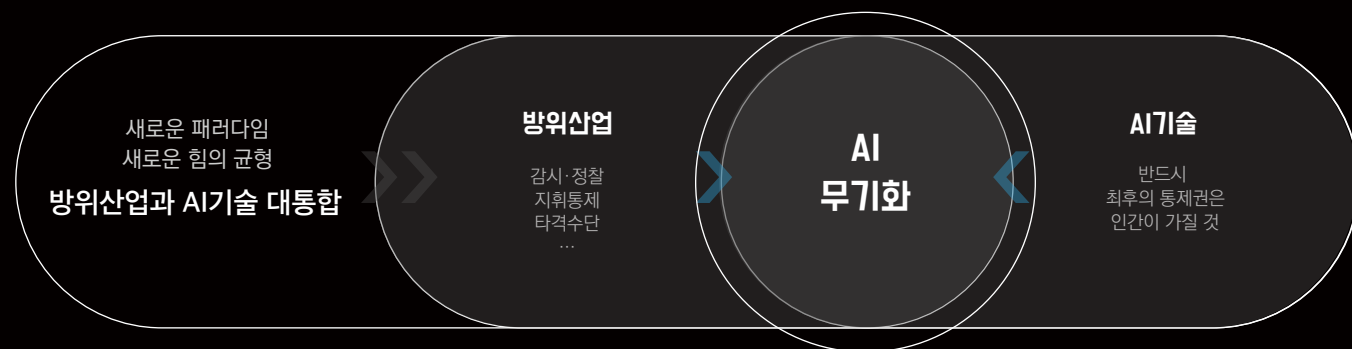 새로운 패러다임
새로운 힘의 균형
방위산업과 AI기술 대통합
방위산업
감시·정찰
지휘통제
타격수단
…
AI
무기화
AI기술
반드시
최후의 통제권은
인간이 가질 것